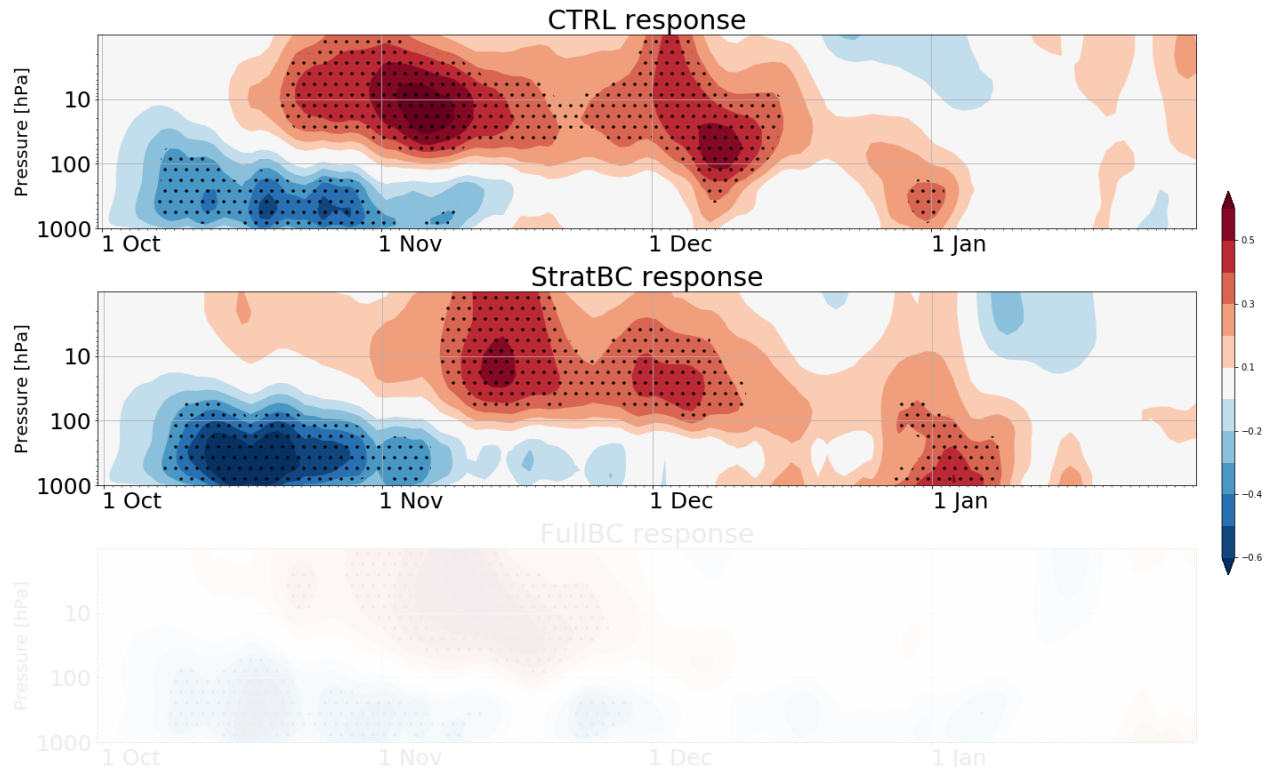 CTRL response
Pressure [hPa]
10
100
1000
1 Oct
1 Nov
1 Dec
1 Jan
StratBC response
Pressure [hPa]
10
100
1000
1 Oct
1 Nov
1 Dec
1 Jan
FullBC response
Pressure [hPa]
10
100
1000
1 Oct
1 Nov
1 Dec
1 Jan
0.5
0.3
0.1
−0.2
−0.4
−0.6